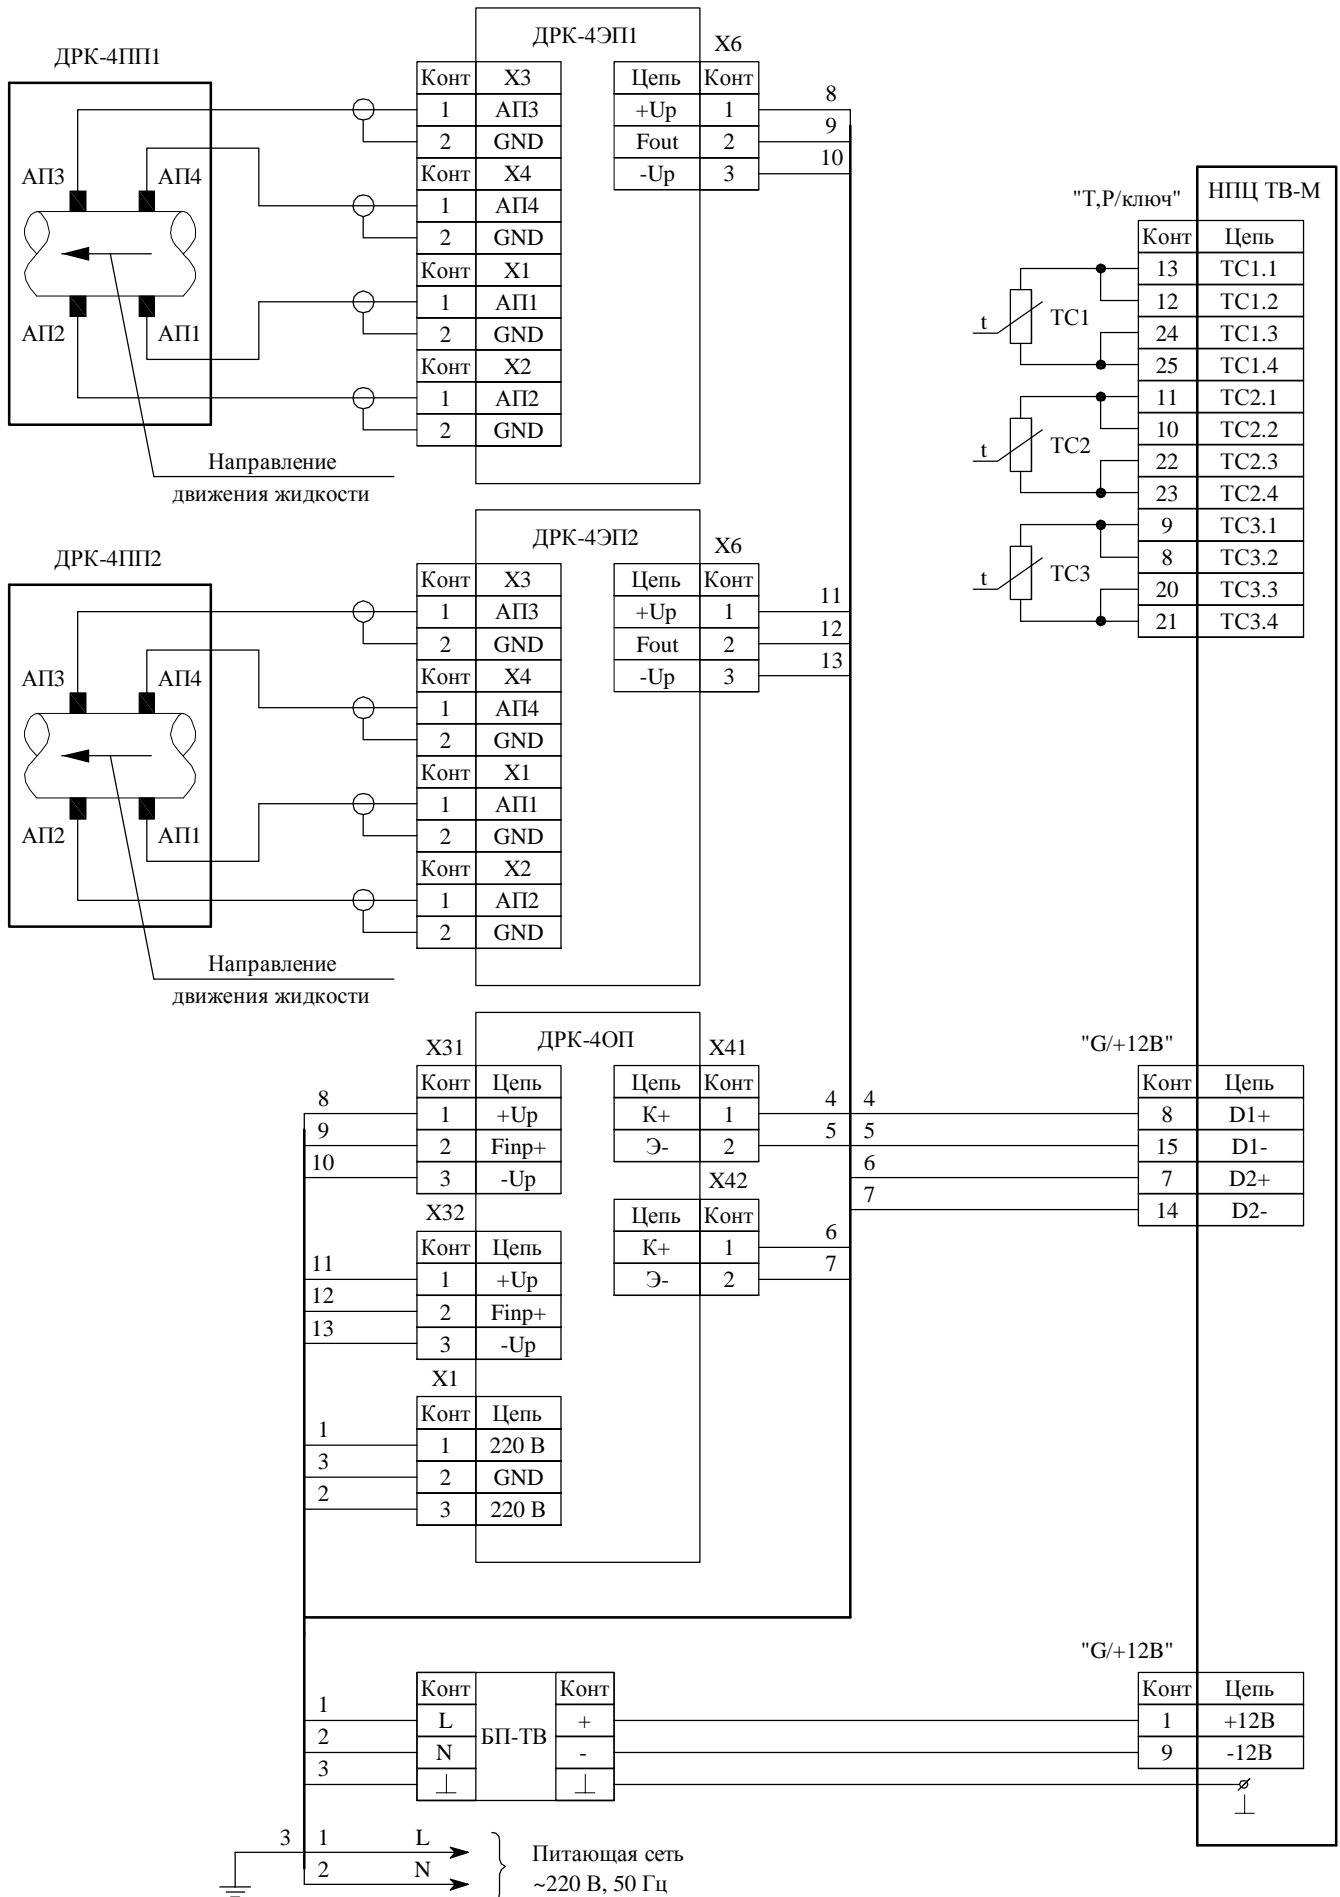 ДРК-4ПП1
ДРК-4ЭП1
X6
Конт X3 Цепь Конт
1 АП3 +Up 1 8
2 GND Fout 2 9
Конт X4 -Up 3 10
1 АП4
2 GND
Конт X1
1 АП1
2 GND
Конт X2
1 АП2
2 GND
АП3 АП4
АП2 АП1
Направление
движения жидкости
"Т,Р/ключ"
НПЦ ТВ-М
Конт Цепь
13 ТС1.1
12 ТС1.2
24 ТС1.3
25 ТС1.4
11 ТС2.1
10 ТС2.2
22 ТС2.3
23 ТС2.4
9 ТС3.1
8 ТС3.2
20 ТС3.3
21 ТС3.4
t ТС1
t ТС2
t ТС3
ДРК-4ПП2
ДРК-4ЭП2
X6
Конт X3 Цепь Конт
1 АП3 +Up 1 11
2 GND Fout 2 12
Конт X4 -Up 3 13
1 АП4
2 GND
Конт X1
1 АП1
2 GND
Конт X2
1 АП2
2 GND
АП3 АП4
АП2 АП1
Направление
движения жидкости
ДРК-4ОП
X31
Конт Цепь
8 1 +Up
9 2 Finp+
10 3 -Up
X32
Конт Цепь
11 1 +Up
12 2 Finp+
13 3 -Up
X1
Конт Цепь
1 1 220 В
3 2 GND
2 3 220 В
X41
Цепь Конт
К+ 1 4
Э- 2 5
X42
Цепь Конт
К+ 1 6
Э- 2 7
"G/+12В"
Конт Цепь
4 8 D1+
5 15 D1-
6 7 D2+
7 14 D2-
"G/+12В"
Конт Цепь
1 +12В
9 -12В
Конт БП-ТВ Конт
1 L +
2 N -
3
3 1 L
2 N
Питающая сеть
~220 В, 50 Гц